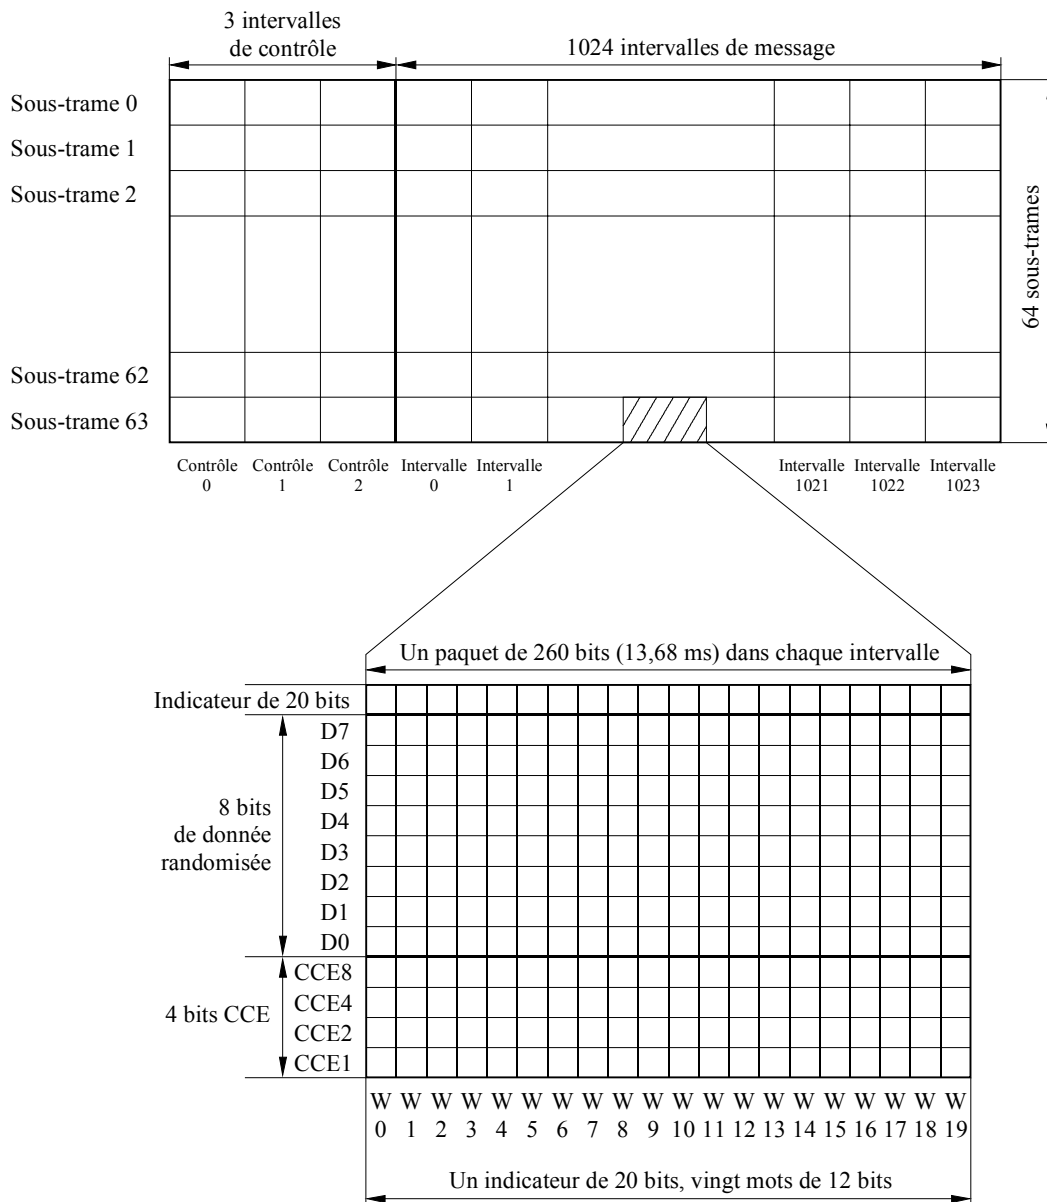 3 intervalles
de contrôle
1024 intervalles de message
Sous-trame 0
Sous-trame 1
Sous-trame 2
Sous-trame 62
Sous-trame 63
64 sous-trames
Contrôle
0
Contrôle
1
Contrôle
2
Intervalle
0
Intervalle
1
Intervalle
1021
Intervalle
1022
Intervalle
1023
Un paquet de 260 bits (13,68 ms) dans chaque intervalle
Indicateur de 20 bits
D7
D6
D5
D4
D3
D2
D1
D0
8 bits
de donnée
randomisée
CCE8
CCE4
CCE2
CCE1
4 bits CCE
W W W W W W W W W W W W W W W W W W W W
0 1 2 3 4 5 6 7 8 9 10 11 12 13 14 15 16 17 18 19
Un indicateur de 20 bits, vingt mots de 12 bits